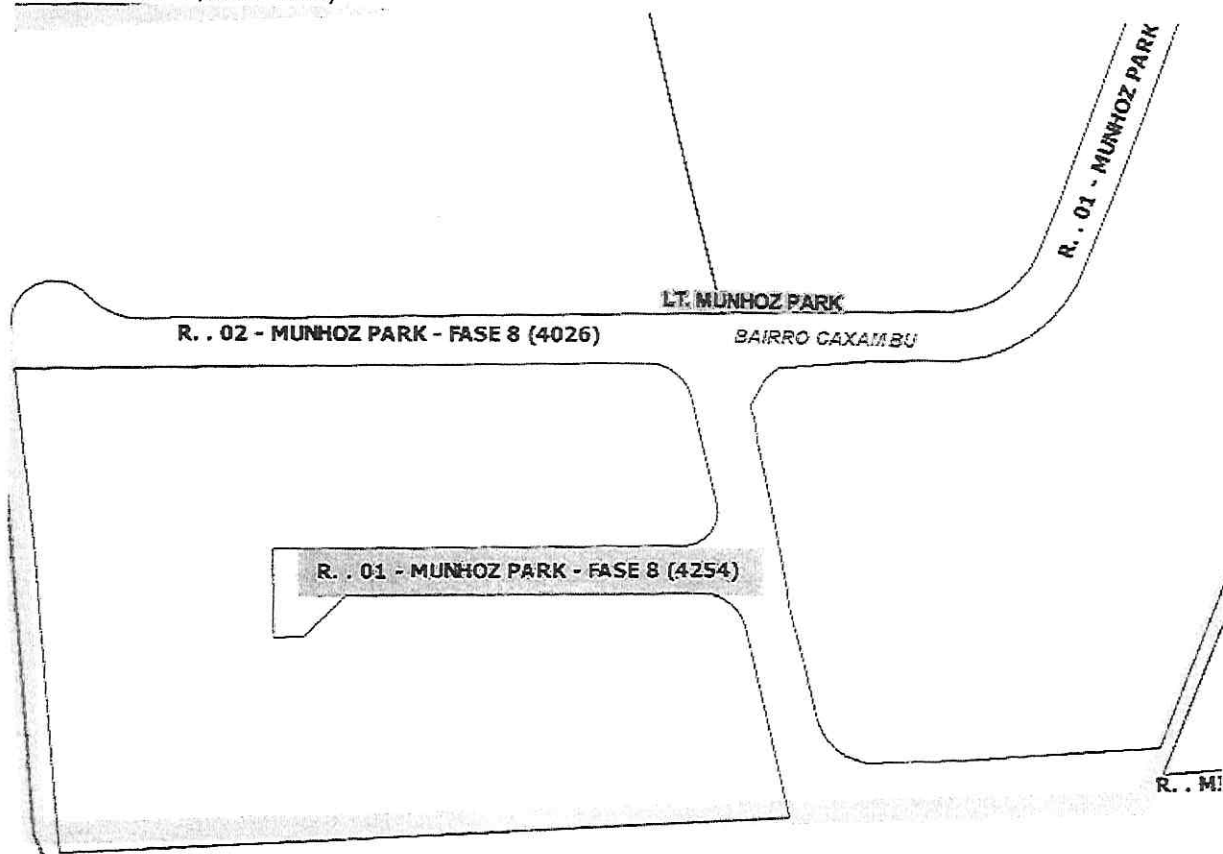 R. . 01 - MUNHOZ PARK
LT. MUNHOZ PARK
R. . 02 - MUNHOZ PARK - FASE 8 (4026)
BAIRRO CAXAMBU
R. . 01 - MUNHOZ PARK - FASE 8 (4254)
R. . MI